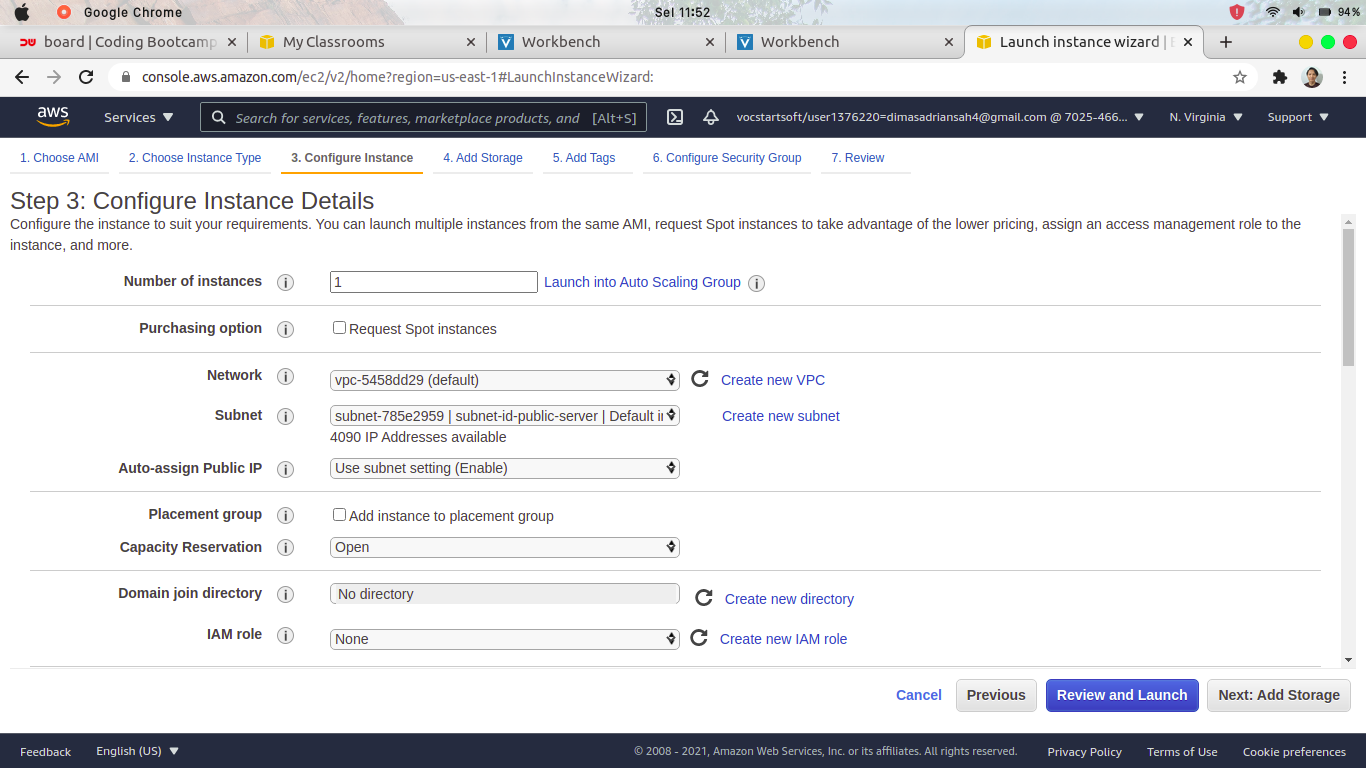 Google Chrome
Sel 11:52
94%
board | Coding Bootcamp
My Classrooms
Workbench
Workbench
Launch instance wizard |
console.aws.amazon.com/ec2/v2/home?region=us-east-1#LaunchInstanceWizard:
aws
Services
Search for services, features, marketplace products, and
[Alt+S]
vocstartsoft/user1376220=dimasadriansah4@gmail.com @ 7025-466...
N. Virginia
Support
1. Choose AMI
2. Choose Instance Type
3. Configure Instance
4. Add Storage
5. Add Tags
6. Configure Security Group
7. Review
Step 3: Configure Instance Details
Configure the instance to suit your requirements. You can launch multiple instances from the same AMI, request Spot instances to take advantage of the lower pricing, assign an access management role to the
instance, and more.
Number of instances
1
Launch into Auto Scaling Group
Purchasing option
Request Spot instances
Network
vpc-5458dd29 (default)
Create new VPC
Subnet
subnet-785e2959 | subnet-id-public-server | Default in
Create new subnet
4090 IP Addresses available
Auto-assign Public IP
Use subnet setting (Enable)
Placement group
Add instance to placement group
Capacity Reservation
Open
Domain join directory
No directory
Create new directory
IAM role
None
Create new IAM role
Cancel
Previous
Review and Launch
Next: Add Storage
Feedback
English (US)
© 2008 - 2021, Amazon Web Services, Inc. or its affiliates. All rights reserved.
Privacy Policy
Terms of Use
Cookie preferences